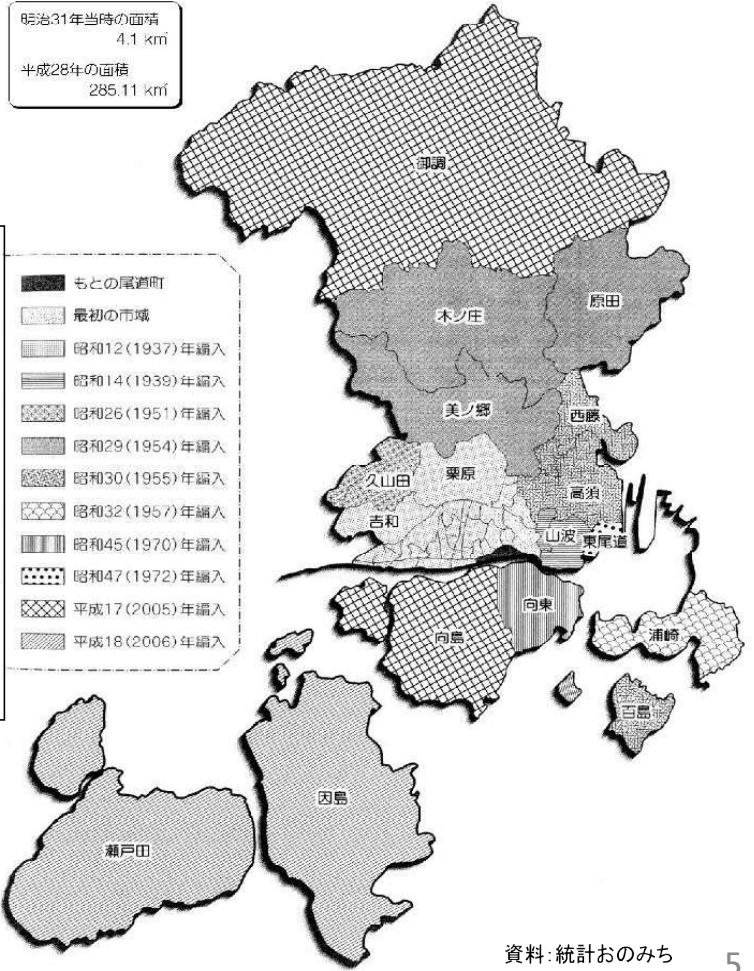 明治31年当時の面積
4.1 km²
平成28年の面積
285.11 km²
もとの尾道町
最初の市域
昭和12(1937)年編入
昭和14(1939)年編入
昭和26(1951)年編入
昭和29(1954)年編入
昭和30(1955)年編入
昭和32(1957)年編入
昭和45(1970)年編入
昭和47(1972)年編入
平成17(2005)年編入
平成18(2006)年編入
御調
原田
木ノ庄
美ノ郷
西藤
久山田
栗原
高須
吉和
山波
東尾道
向島
向東
浦崎
百島
因島
瀬戸田
資料:統計おのみち
5